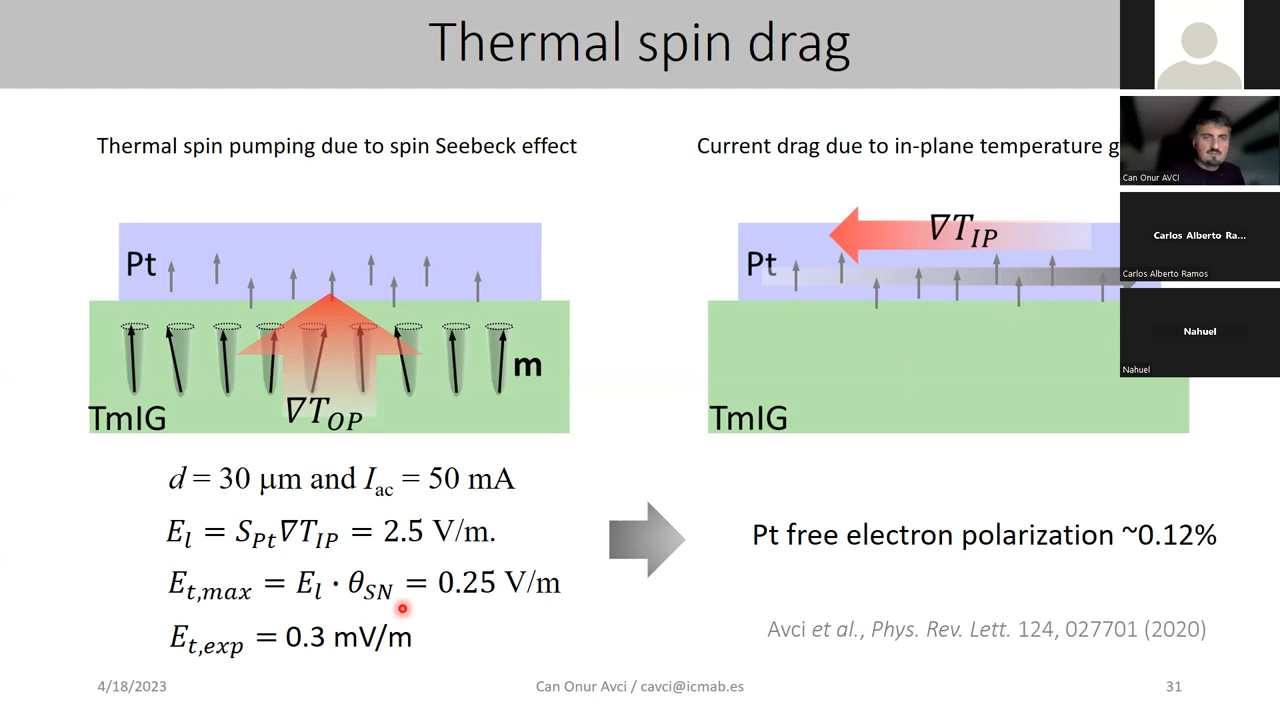 Thermal spin drag
Thermal spin pumping due to spin Seebeck effect
Current drag due to in-plane temperature g
Can Onur AVCI
Carlos Alberto Ra...
Carlos Alberto Ramos
Nahuel
Nahuel
Pt
TmIG
m
∇T_OP
Pt
∇T_IP
TmIG
d = 30 μm and I_ac = 50 mA
E_l = S_Pt∇T_IP = 2.5 V/m.
E_t,max = E_l · θ_SN = 0.25 V/m
E_t,exp = 0.3 mV/m
Pt free electron polarization ~0.12%
Avci et al., Phys. Rev. Lett. 124, 027701 (2020)
4/18/2023
Can Onur Avci / cavci@icmab.es
31